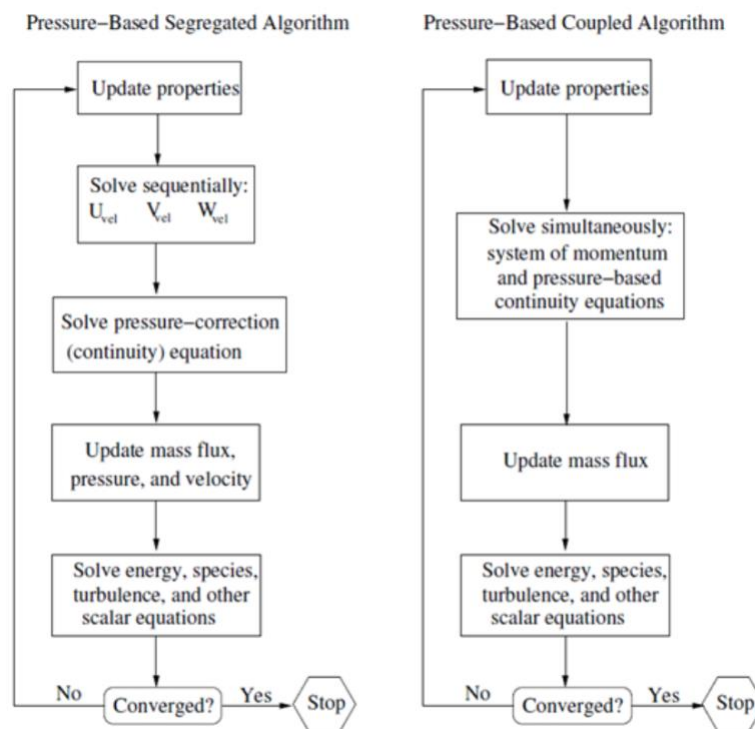 Pressure–Based Segregated Algorithm
Update properties
Solve sequentially:
Uvel Vvel Wvel
Solve pressure–correction
(continuity) equation
Update mass flux,
pressure, and velocity
Solve energy, species,
turbulence, and other
scalar equations
No
Converged?
Yes
Stop
Pressure–Based Coupled Algorithm
Update properties
Solve simultaneously:
system of momentum
and pressure–based
continuity equations
Update mass flux
Solve energy, species,
turbulence, and other
scalar equations
No
Converged?
Yes
Stop